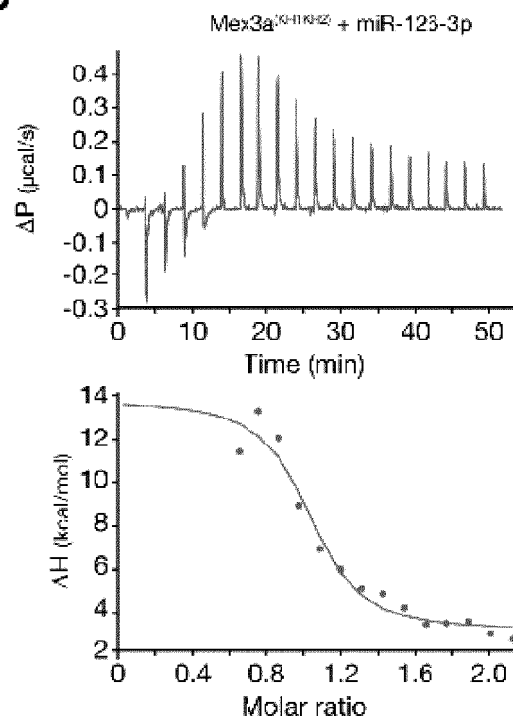 Mex3a(KH1KH2) + miR-126-3p
ΔP (μcal/s)
0.4
0.3
0.2
0.1
0
-0.1
-0.2
-0.3
0 10 20 30 40 50
Time (min)
ΔH (kcal/mol)
14
12
10
8
6
4
2
0 0.4 0.8 1.2 1.6 2.0
Molar ratio